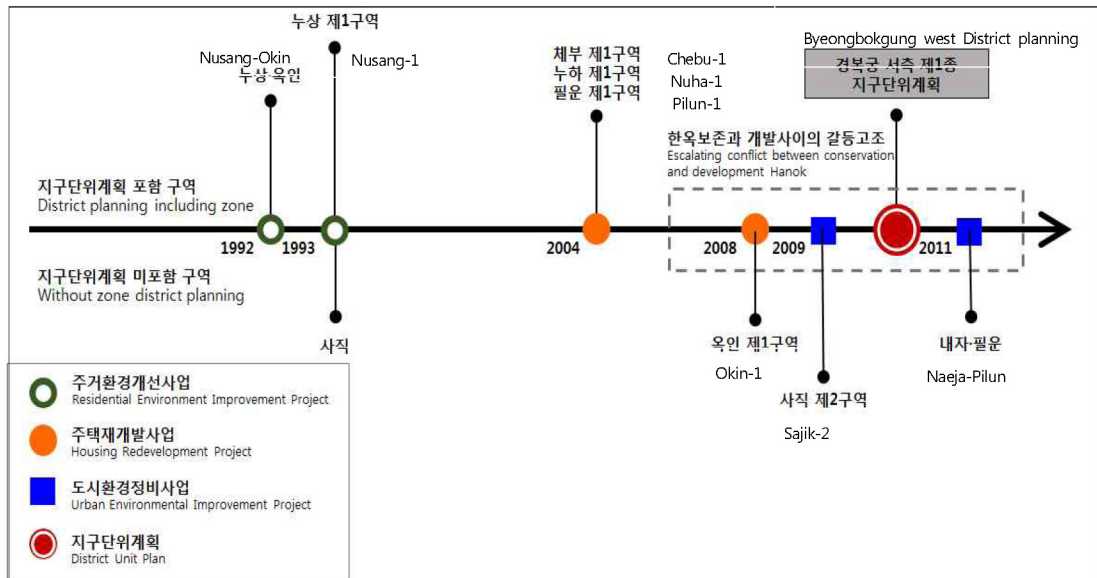 누상 제1구역
Nusang-Okin
누상·옥인
Nusang-1
체부 제1구역
누하 제1구역
필운 제1구역
Chebu-1
Nuha-1
Pilun-1
Byeongbokgung west District planning
경복궁 서측 제1종
지구단위계획
한옥보존과 개발사이의 갈등고조
Escalating conflict between conservation
and development Hanok
지구단위계획 포함 구역
District planning including zone
1992
1993
2004
2008
2009
2011
지구단위계획 미포함 구역
Without zone district planning
사직
옥인 제1구역
Okin-1
사직 제2구역
Sajik-2
내자·필운
Naeja-Pilun
주거환경개선사업
Residential Environment Improvement Project
주택재개발사업
Housing Redevelopment Project
도시환경정비사업
Urban Environmental Improvement Project
지구단위계획
District Unit Plan